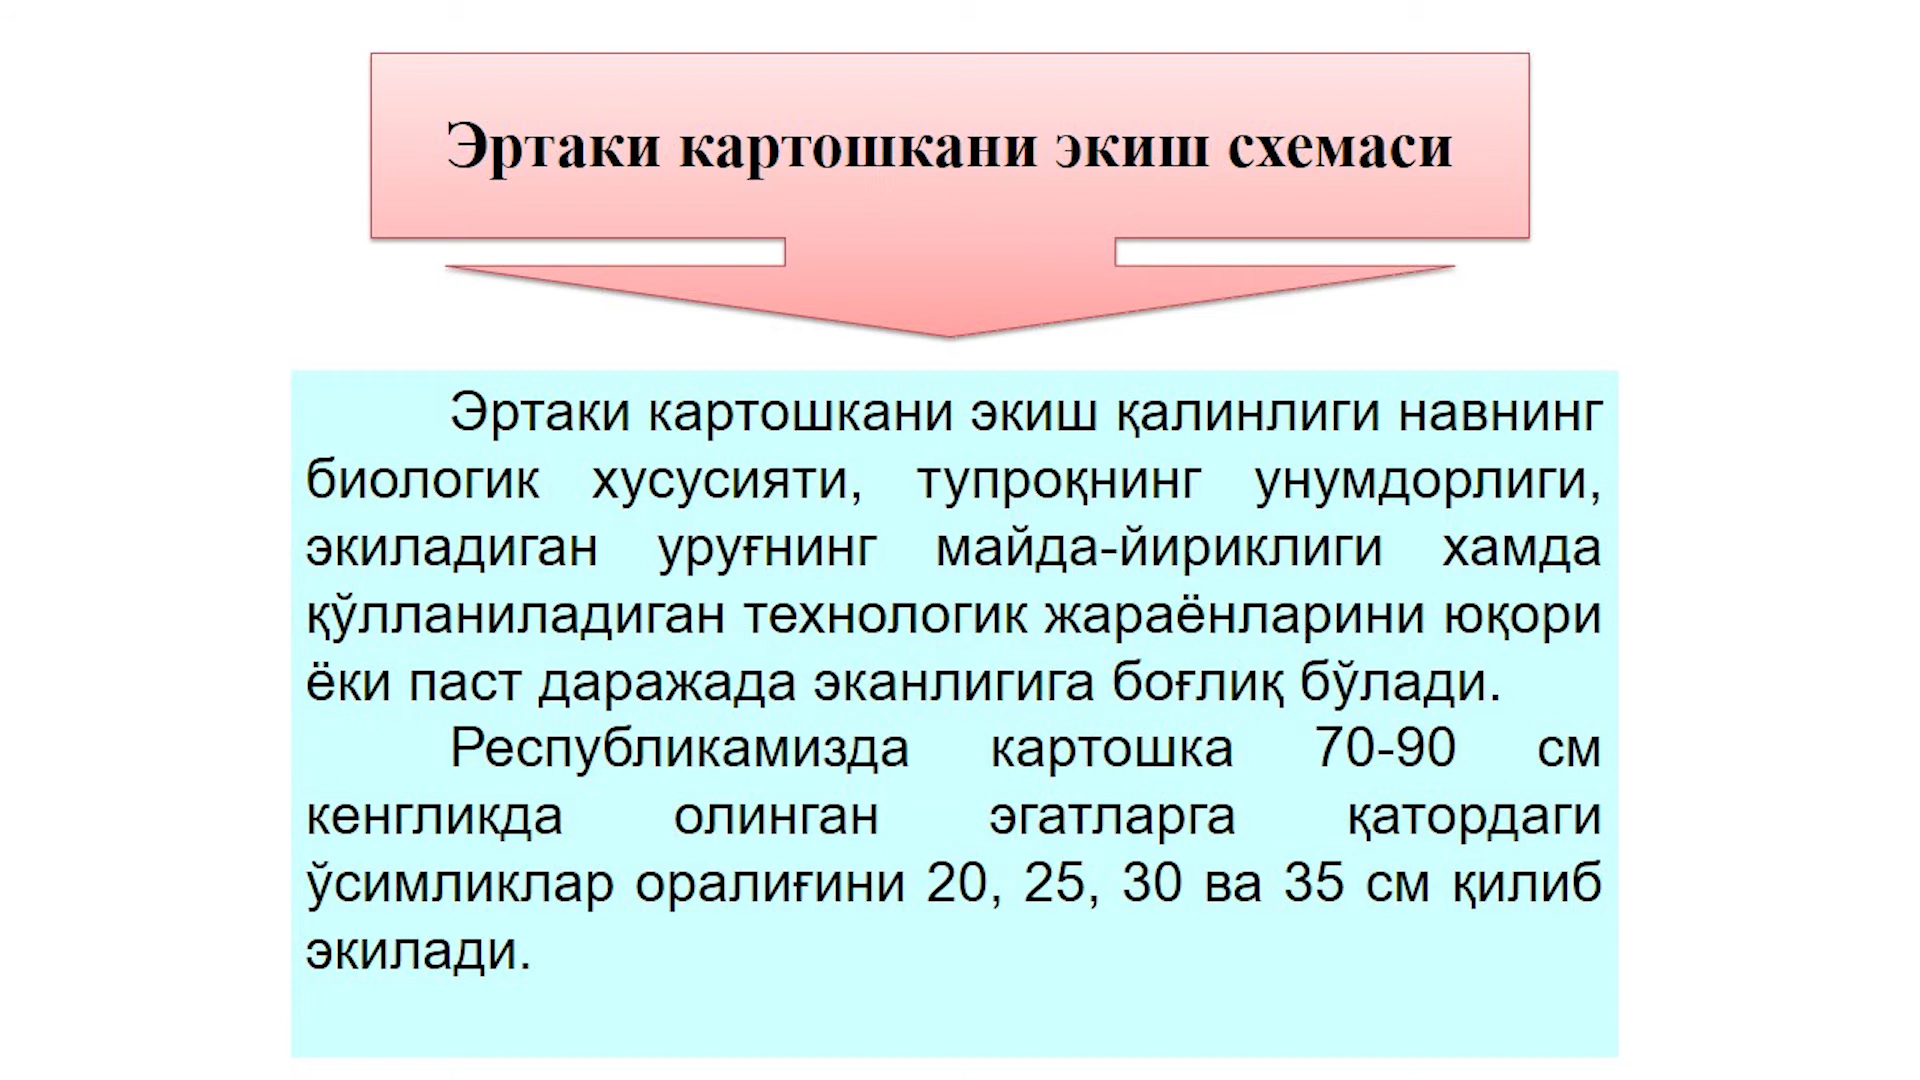 Эртаки картошкани экиш схемаси
Эртаки картошкани экиш қалинлиги навнинг
биологик хусусияти, тупроқнинг унумдорлиги,
экиладиган уруғнинг майда-йириклиги хамда
қўлланиладиган технологик жараёнларини юқори
ёки паст даражада эканлигига боғлиқ бўлади.
Республикамизда картошка 70-90 см
кенгликда олинган эгатларга қатордаги
ўсимликлар оралиғини 20, 25, 30 ва 35 см қилиб
экилади.